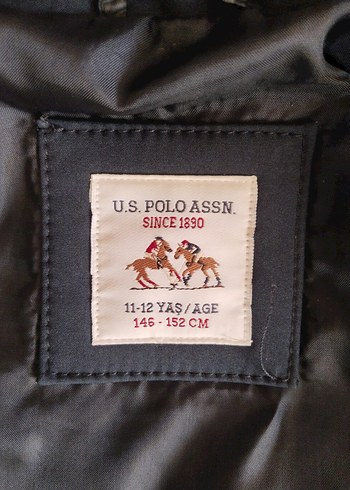 U.S. POLO ASSN.
SINCE 1890
11-12 YAŞ/AGE
146 - 152 CM